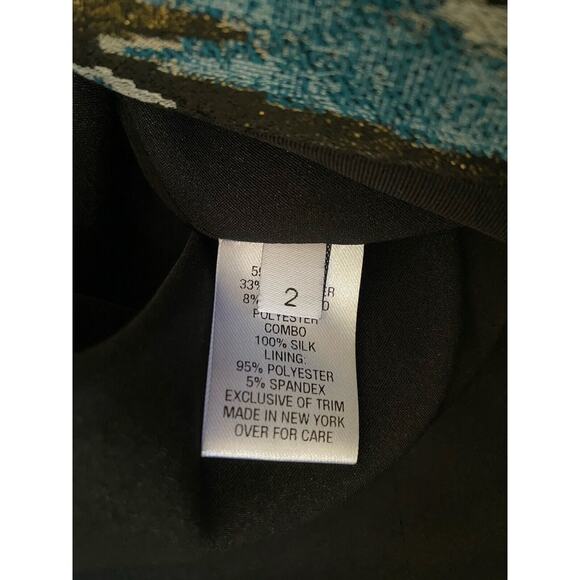 2
33%
8%
POLYESTER
COMBO
100% SILK
LINING:
95% POLYESTER
5% SPANDEX
EXCLUSIVE OF TRIM
MADE IN NEW YORK
OVER FOR CARE